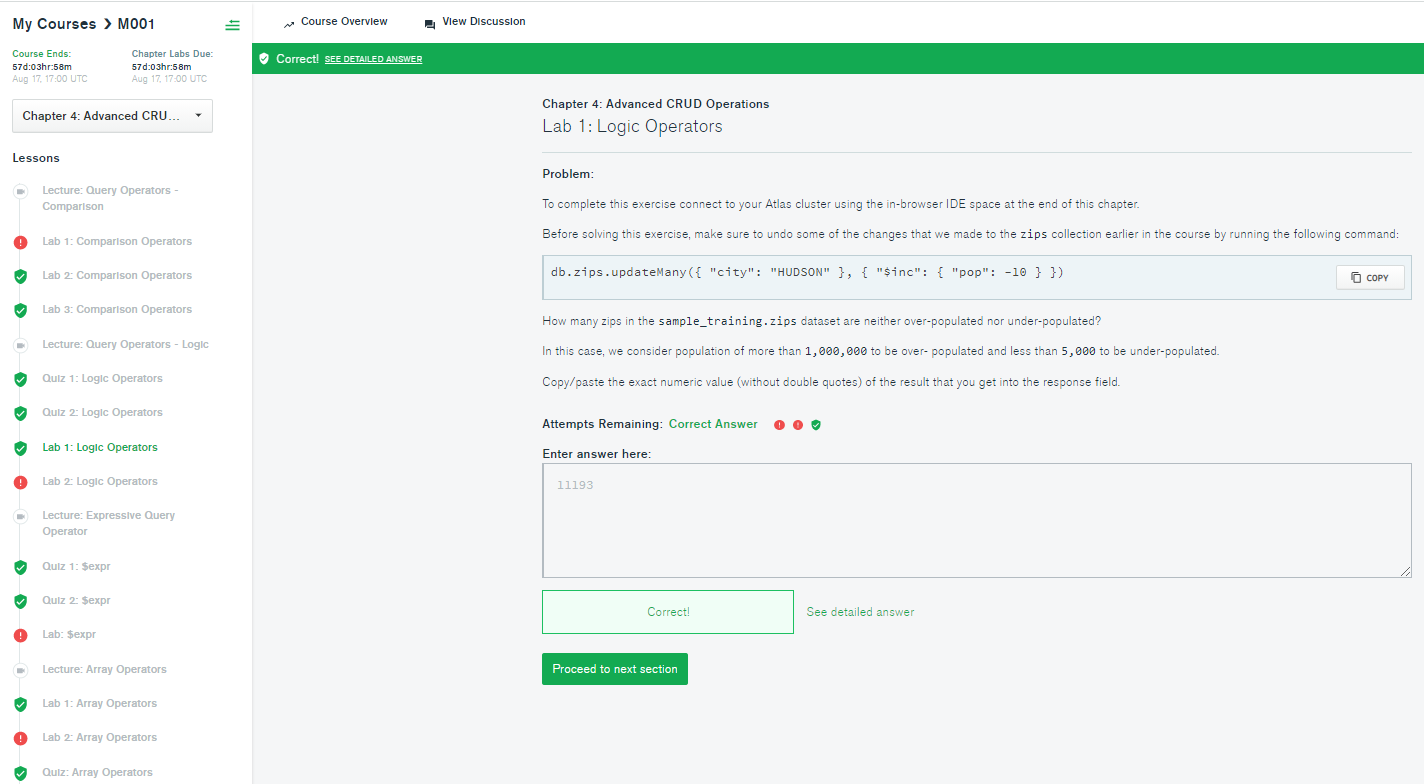 My Courses > M001
Course Ends:
57d:03hr:58m
Aug 17, 17:00 UTC
Chapter Labs Due:
57d:03hr:58m
Aug 17, 17:00 UTC
Chapter 4: Advanced CRU...
Lessons
Lecture: Query Operators -
Comparison
Lab 1: Comparison Operators
Lab 2: Comparison Operators
Lab 3: Comparison Operators
Lecture: Query Operators - Logic
Quiz 1: Logic Operators
Quiz 2: Logic Operators
Lab 1: Logic Operators
Lab 2: Logic Operators
Lecture: Expressive Query
Operator
Quiz 1: $expr
Quiz 2: $expr
Lab: $expr
Lecture: Array Operators
Lab 1: Array Operators
Lab 2: Array Operators
Quiz: Array Operators
Course Overview
View Discussion
Correct! SEE DETAILED ANSWER
Chapter 4: Advanced CRUD Operations
Lab 1: Logic Operators
Problem:
To complete this exercise connect to your Atlas cluster using the in-browser IDE space at the end of this chapter.
Before solving this exercise, make sure to undo some of the changes that we made to the zips collection earlier in the course by running the following command:
db.zips.updateMany({ "city": "HUDSON" }, { "$inc": { "pop": -10 } })
COPY
How many zips in the sample_training.zips dataset are neither over-populated nor under-populated?
In this case, we consider population of more than 1,000,000 to be over- populated and less than 5,000 to be under-populated.
Copy/paste the exact numeric value (without double quotes) of the result that you get into the response field.
Attempts Remaining: Correct Answer
Enter answer here:
11193
Correct!
See detailed answer
Proceed to next section